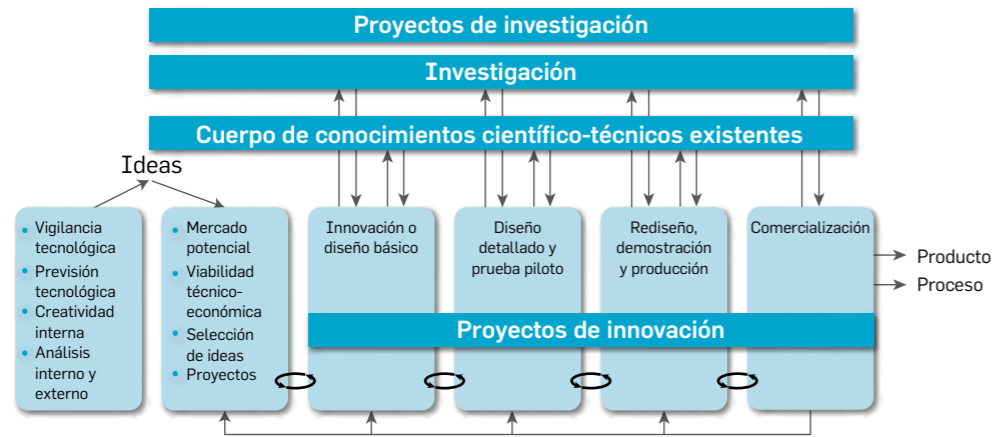 Proyectos de investigación
Investigación
Cuerpo de conocimientos científico-técnicos existentes
Ideas
Vigilancia
tecnológica
Previsión
tecnológica
Creatividad
interna
Análisis
interno y
externo
Mercado
potencial
Viabilidad
técnico-
económica
Selección
de ideas
Proyectos
Innovación o
diseño básico
Diseño
detallado y
prueba piloto
Rediseño,
demostración
y producción
Comercialización
Producto
Proceso
Proyectos de innovación